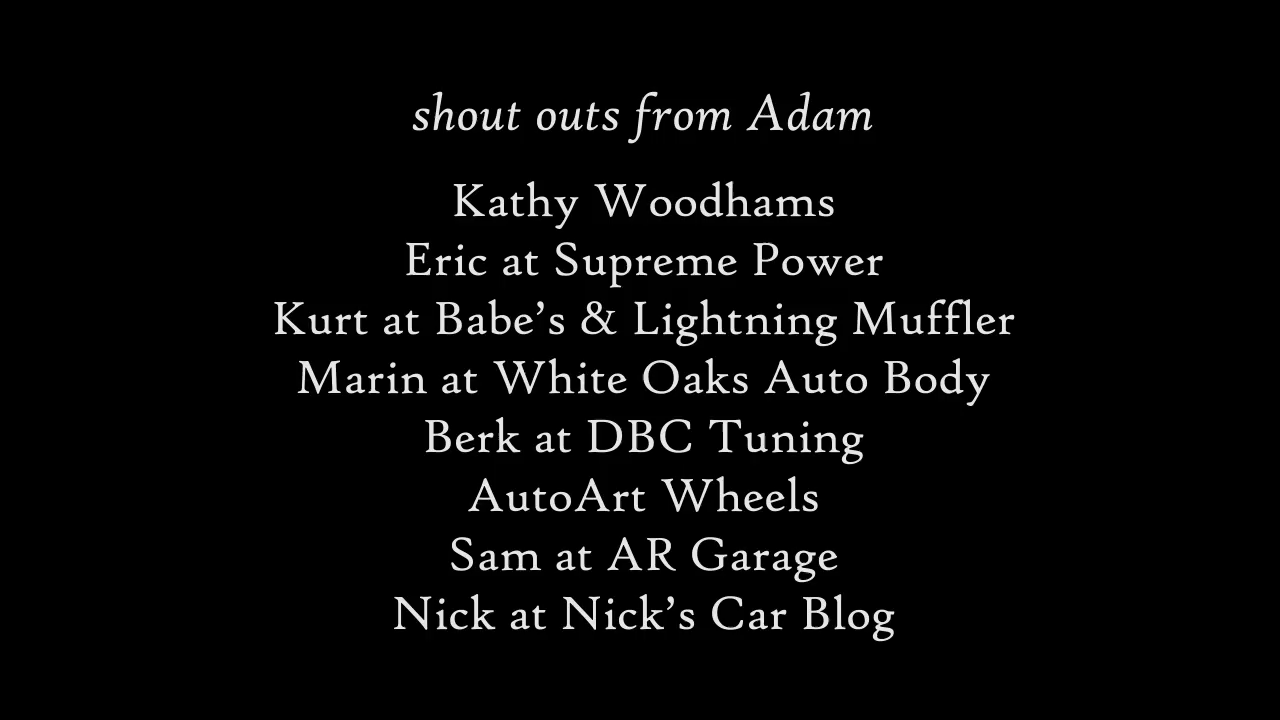 shout outs from Adam
Kathy Woodhams
Eric at Supreme Power
Kurt at Babe’s & Lightning Muffler
Marin at White Oaks Auto Body
Berk at DBC Tuning
AutoArt Wheels
Sam at AR Garage
Nick at Nick’s Car Blog